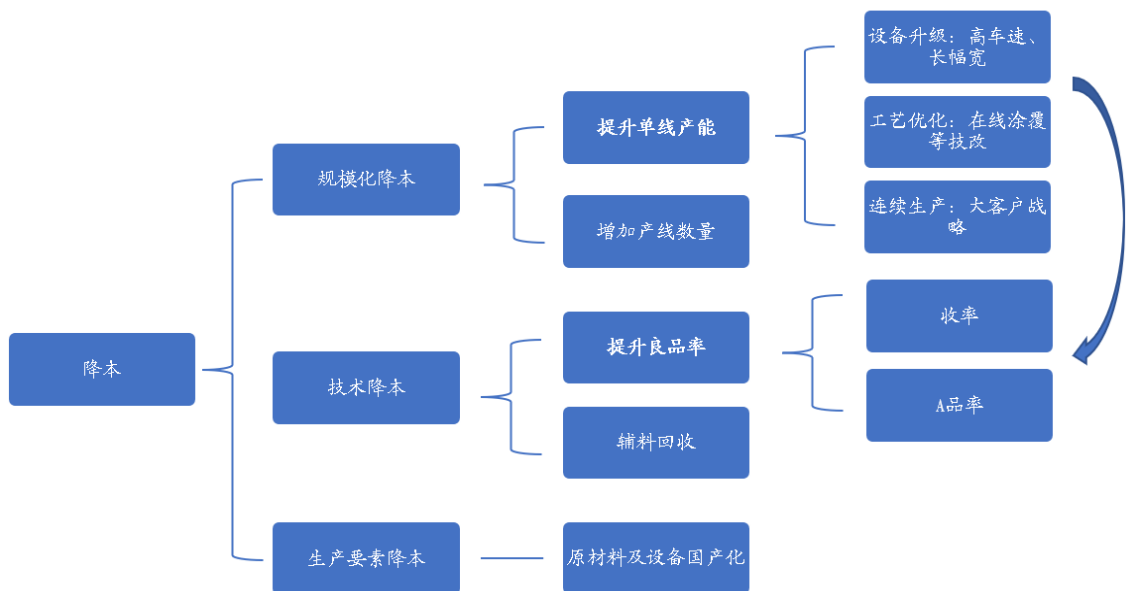 设备升级：高车速、
长幅宽
提升单线产能
工艺优化：在线涂覆
等技改
规模化降本
连续生产：大客户战
略
增加产线数量
收率
提升良品率
降本
技术降本
A品率
辅料回收
生产要素降本
原材料及设备国产化